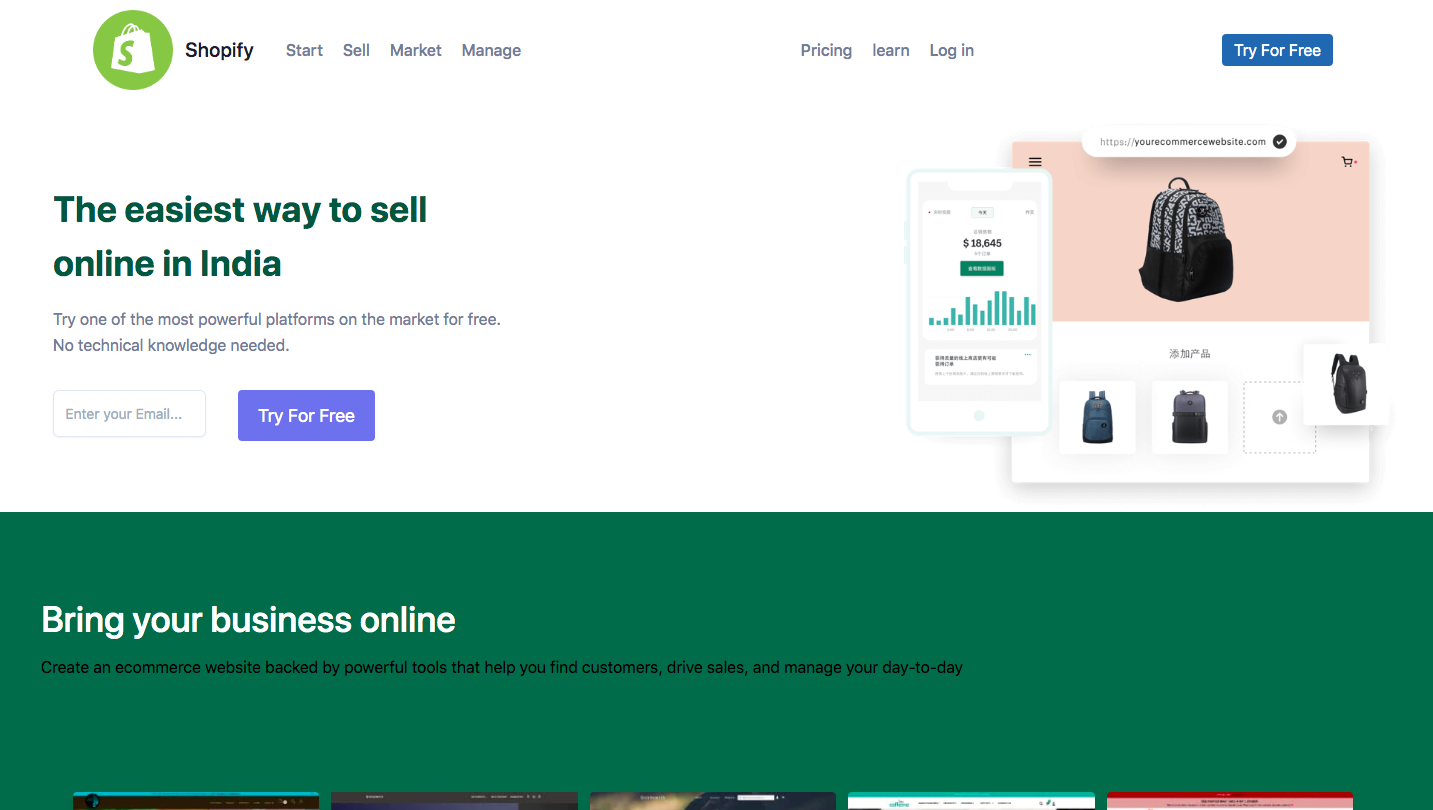 Shopify
Start
Sell
Market
Manage
Pricing
learn
Log in
Try For Free
The easiest way to sell
online in India
Try one of the most powerful platforms on the market for free.
No technical knowledge needed.
Enter your Email...
Try For Free
https://yourecommercewebsite.com
今天
$ 18,645
添加产品
Bring your business online
Create an ecommerce website backed by powerful tools that help you find customers, drive sales, and manage your day-to-day
caffeine